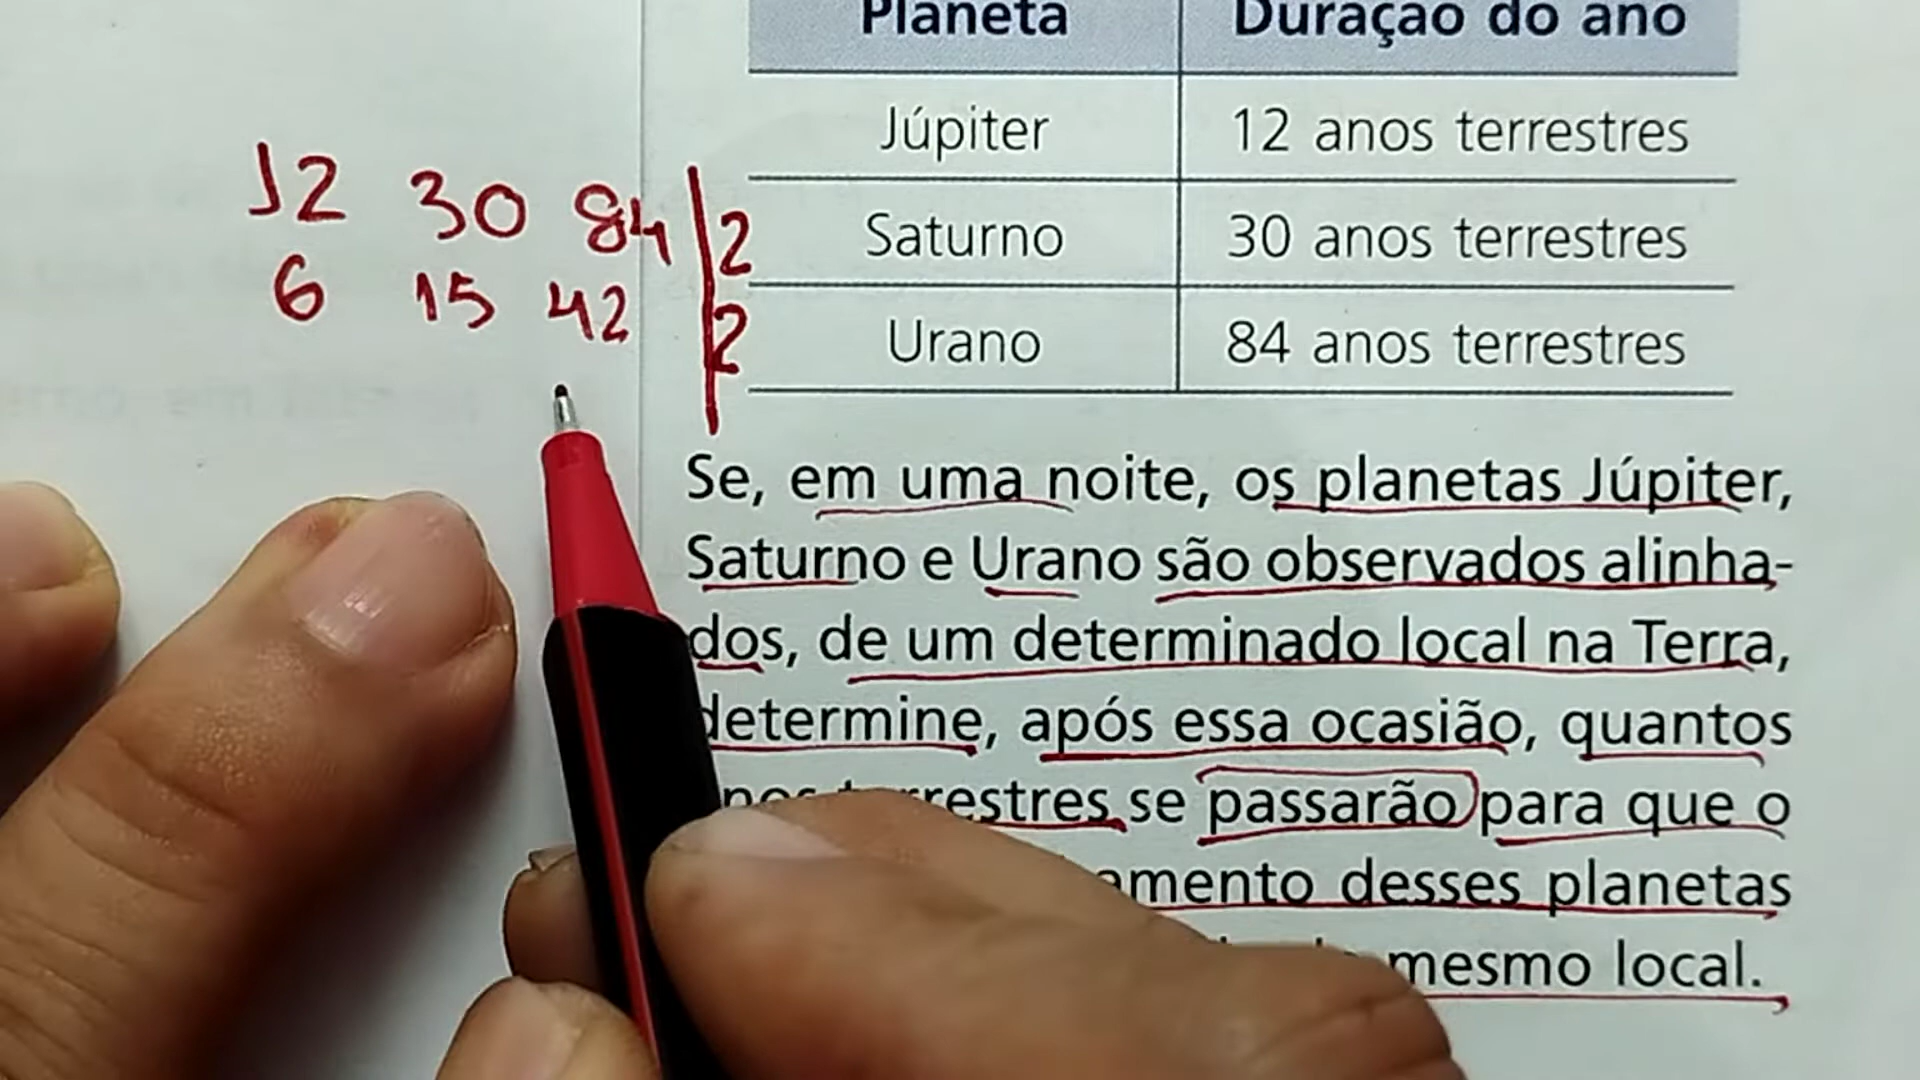 Planeta Duração do ano
Júpiter 12 anos terrestres
Saturno 30 anos terrestres
Urano 84 anos terrestres
12 30 84 2
6 15 42 2
Se, em uma noite, os planetas Júpiter,
Saturno e Urano são observados alinha-
dos, de um determinado local na Terra,
determine, após essa ocasião, quantos
terrestres se passarão para que o
desses planetas
mesmo local.